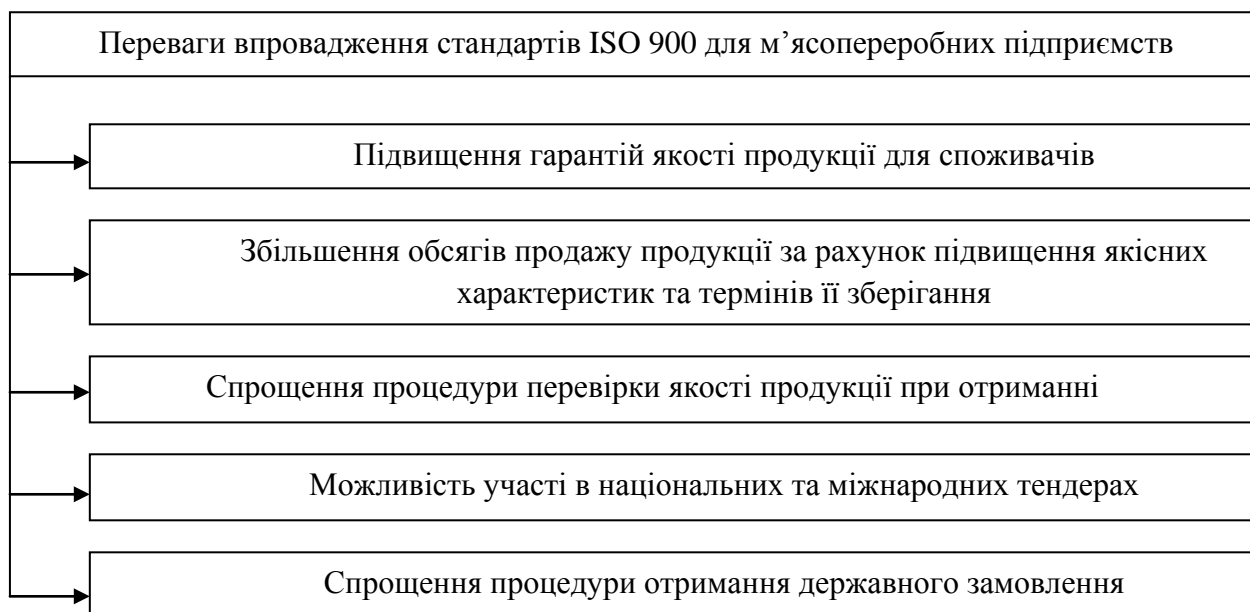 Переваги впровадження стандартів ISO 900 для м’ясопереробних підприємств
Підвищення гарантій якості продукції для споживачів
Збільшення обсягів продажу продукції за рахунок підвищення якісних
характеристик та термінів її зберігання
Спрощення процедури перевірки якості продукції при отриманні
Можливість участі в національних та міжнародних тендерах
Спрощення процедури отримання державного замовлення